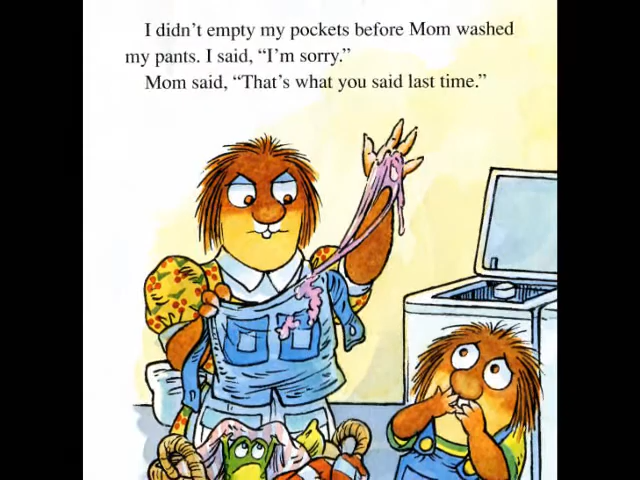 I didn’t empty my pockets before Mom washed
my pants. I said, “I’m sorry.”
Mom said, “That’s what you said last time.”